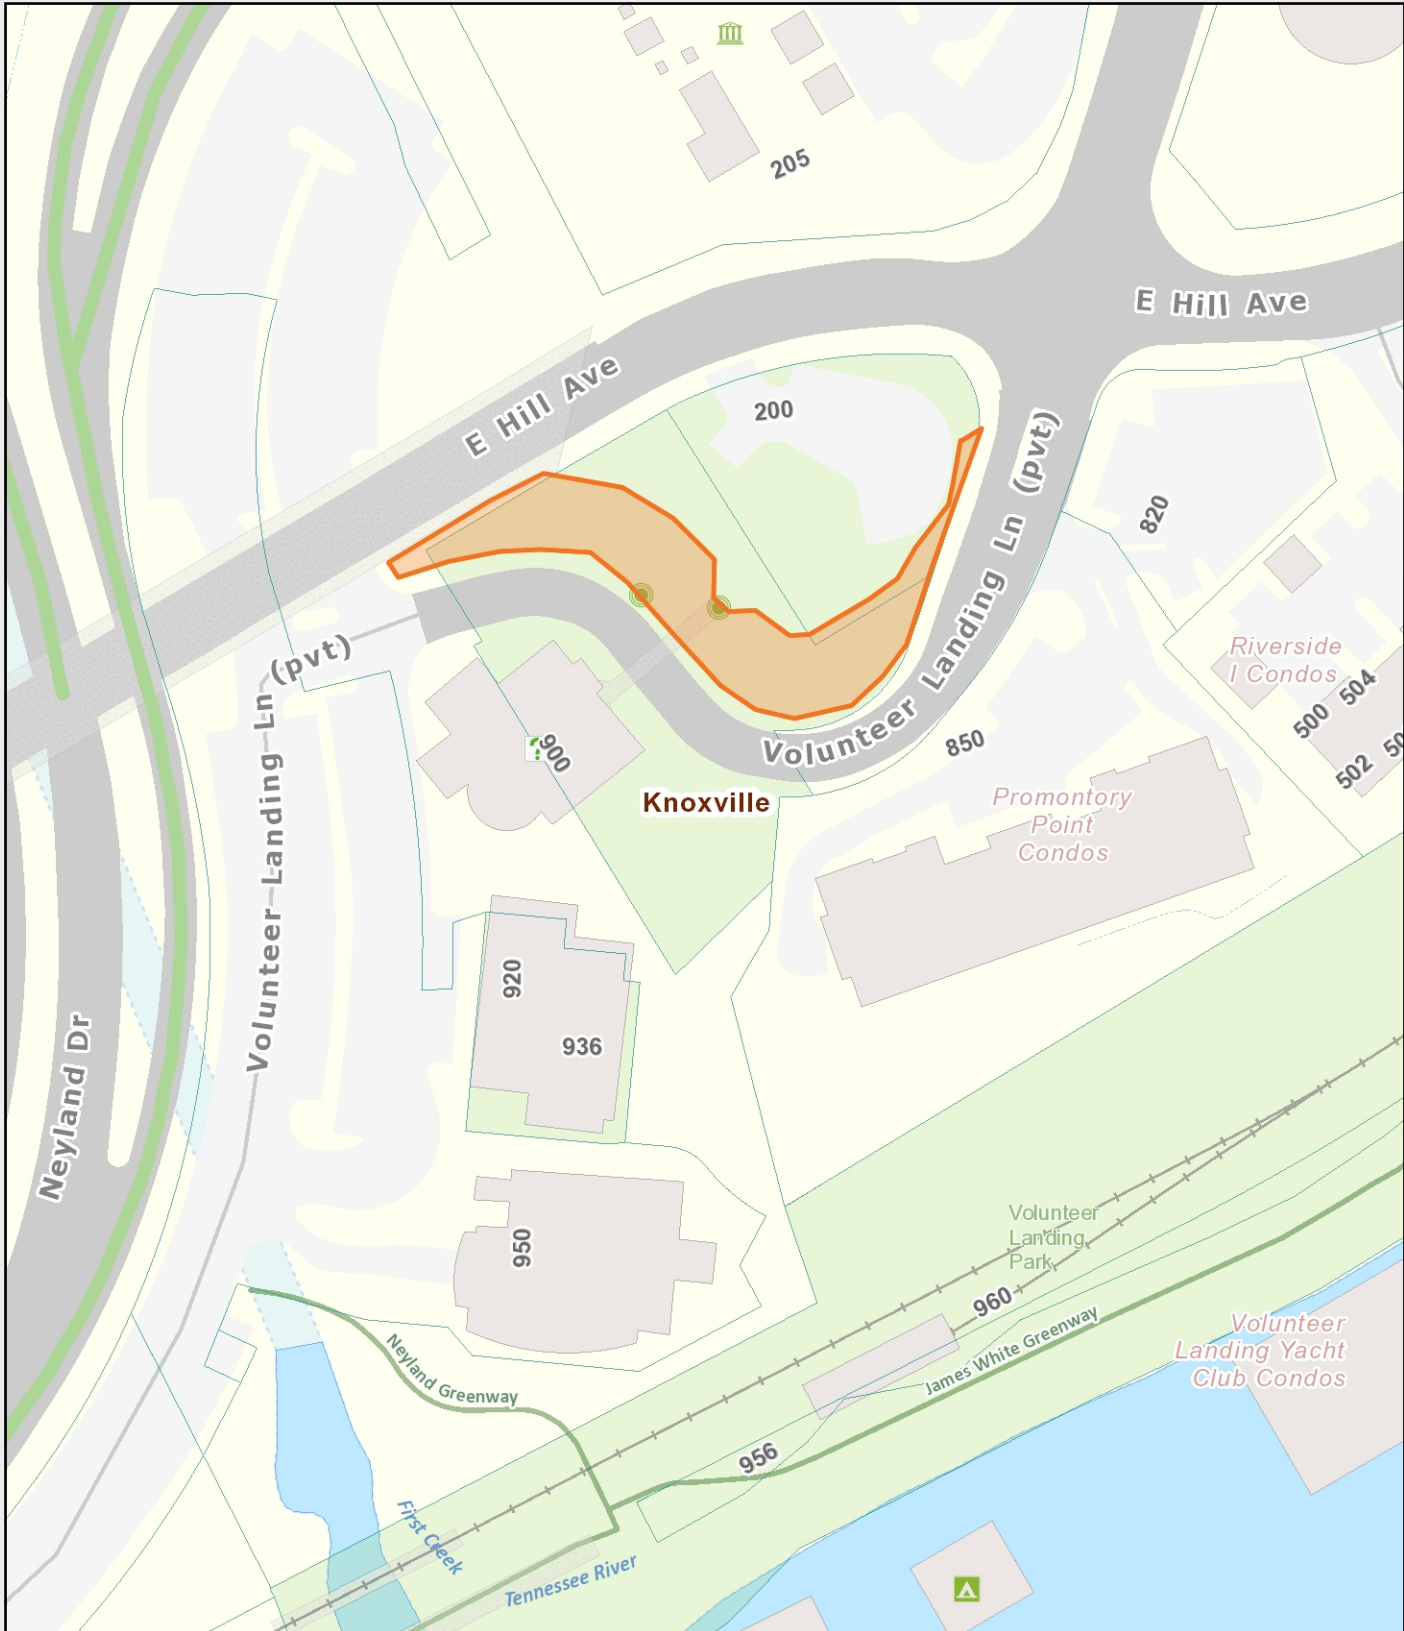 205
E Hill Ave
E Hill Ave
200
Volunteer Landing Ln (pvt)
820
Riverside
I Condos
504
500
502
Volunteer Landing Ln (pvt)
900
850
Knoxville
Promontory
Point
Condos
920
936
Neyland Dr
950
Volunteer
Landing
Park
960
James White Greenway
Volunteer
Landing Yacht
Club Condos
Neyland Greenway
956
First Creek
Tennessee River